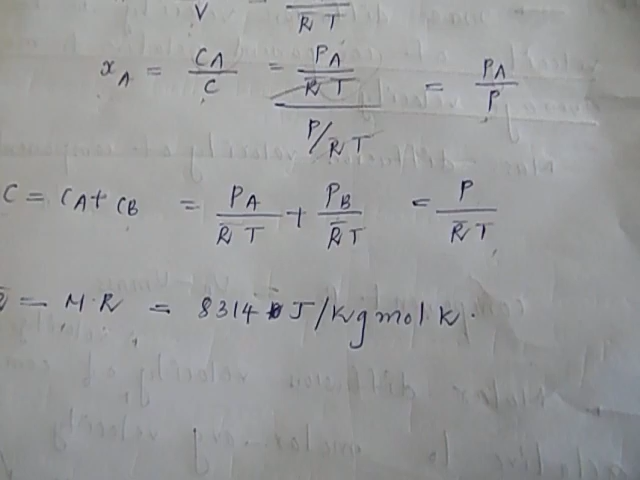 V R̅ T
x_A = C_A / C = (P_A / R̅ T) / (P / R̅ T) = P_A / P
C = C_A + C_B = P_A / R̅ T + P_B / R̅ T = P / R̅ T
R̅ = M.R = 8314 J/Kg mol K.